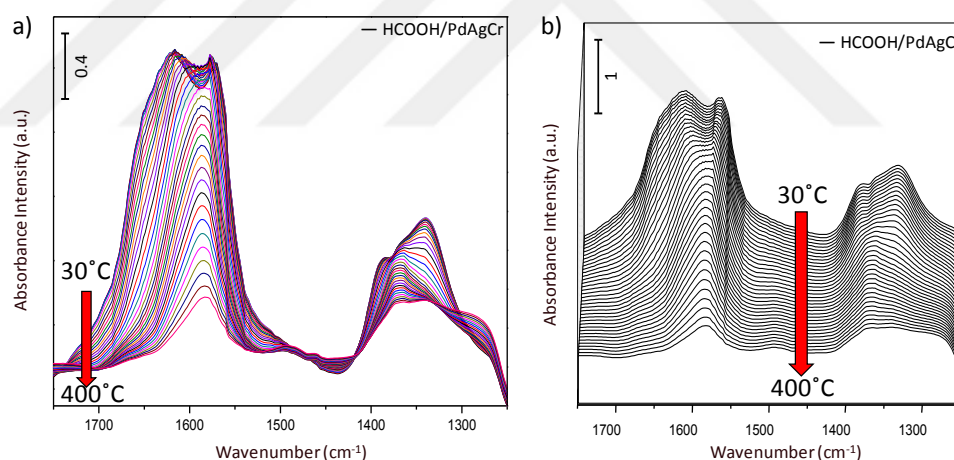 a)
HCOOH/PdAgCr
0.4
Absorbance Intensity (a.u.)
30˚C
400˚C
1700 1600 1500 1400 1300
Wavenumber (cm-1)
b)
HCOOH/PdAgC
1
Absorbance Intensity (a.u.)
30˚C
400˚C
1700 1600 1500 1400 1300
Wavenumber (cm-1)